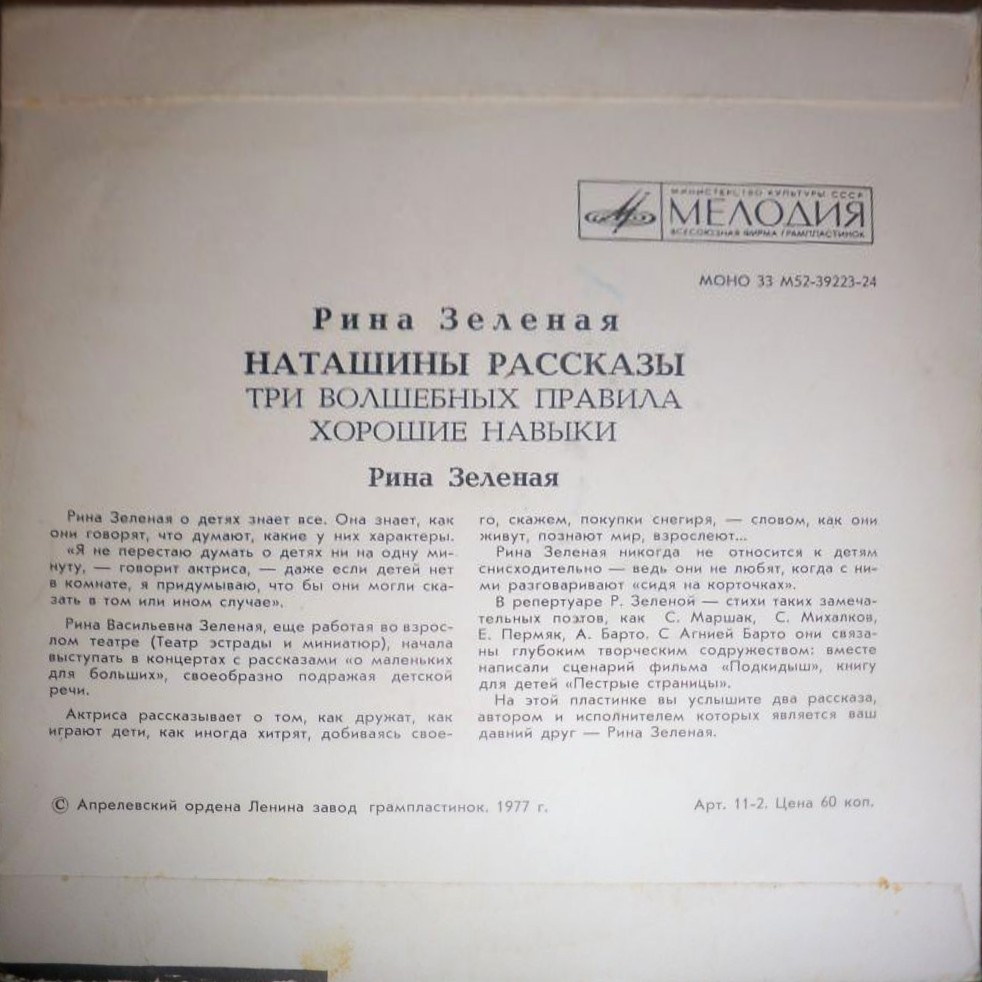 МИНИСТЕРСТВО КУЛЬТУРЫ СССР
МЕЛОДИЯ
ВСЕСОЮЗНАЯ ФИРМА ГРАМПЛАСТИНОК
МОНО 33 М52-39223-24
Рина Зеленая
НАТАШИНЫ РАССКАЗЫ
ТРИ ВОЛШЕБНЫХ ПРАВИЛА
ХОРОШИЕ НАВЫКИ
Рина Зеленая
Рина Зеленая о детях знает все. Она знает, как
они говорят, что думают, какие у них характеры.
«Я не перестаю думать о детях ни на одну ми-
нуту, — говорит актриса, — даже если детей нет
в комнате, я придумываю, что бы они могли ска-
зать в том или ином случае».
Рина Васильевна Зеленая, еще работая во взрос-
лом театре (Театр эстрады и миниатюр), начала
выступать в концертах с рассказами «о маленьких
для больших», своеобразно подражая детской
речи.
Актриса рассказывает о том, как дружат, как
играют дети, как иногда хитрят, добиваясь свое-
го, скажем, покупки снегиря, — словом, как они
живут, познают мир, взрослеют...
Рина Зеленая никогда не относится к детям
снисходительно — ведь они не любят, когда с ни-
ми разговаривают «сидя на корточках».
В репертуаре Р. Зеленой — стихи таких замеча-
тельных поэтов, как С. Маршак, С. Михалков,
Е. Пермяк, А. Барто. С Агнией Барто они связа-
ны глубоким творческим содружеством: вместе
написали сценарий фильма «Подкидыш», книгу
для детей «Пестрые страницы».
На этой пластинке вы услышите два рассказа,
автором и исполнителем которых является ваш
давний друг — Рина Зеленая.
© Апрелевский ордена Ленина завод грампластинок. 1977 г.
Арт. 11-2. Цена 60 коп.